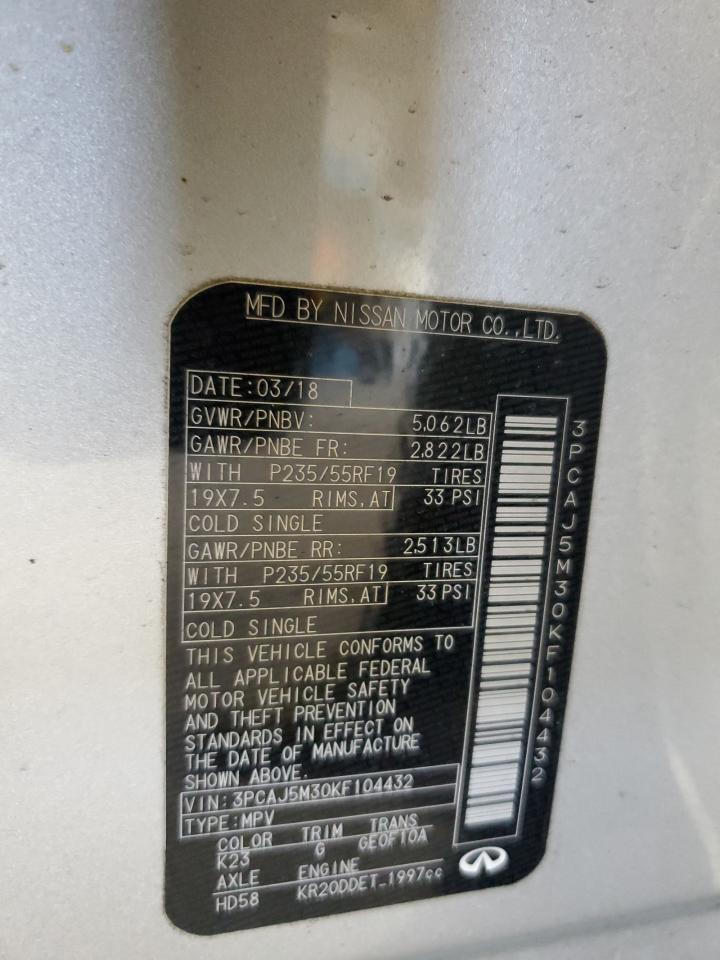 MFD BY NISSAN MOTOR CO.,LTD.
DATE:03/18
GVWR/PNBV: 5,062LB
GAWR/PNBE FR: 2,822LB
WITH P235/55RF19 TIRES
19X7.5 RIMS,AT 33 PSI
COLD SINGLE
GAWR/PNBE RR: 2,513LB
WITH P235/55RF19 TIRES
19X7.5 RIMS,AT 33 PSI
COLD SINGLE
THIS VEHICLE CONFORMS TO
ALL APPLICABLE FEDERAL
MOTOR VEHICLE SAFETY
AND THEFT PREVENTION
STANDARDS IN EFFECT ON
THE DATE OF MANUFACTURE
SHOWN ABOVE.
VIN:3PCAJ5M30KF104432
TYPE:MPV
COLOR TRIM TRANS
K23 G GEOF10A
AXLE ENGINE
HD58 KR20DDET_1997cc
3PCAJ5M30KF104432